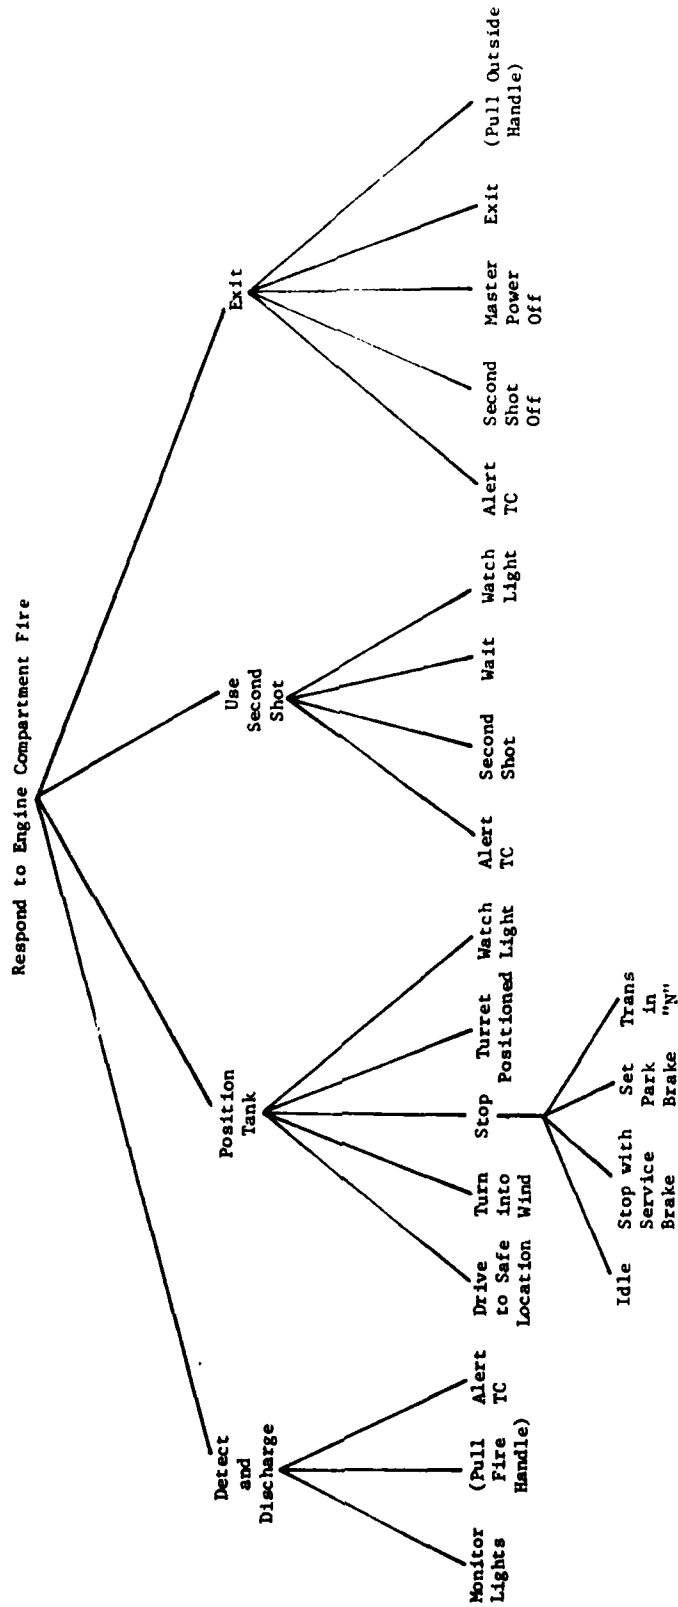 Respond to Engine Compartment Fire
Detect
and
Discharge
Position
Tank
Use
Second
Shot
Exit
Monitor
Lights
(Pull
Fire
Handle)
Alert
TC
Drive
to Safe
Location
Turn
into
Wind
Stop
Turret
Positioned
Watch
Light
Alert
TC
Second
Shot
Wait
Watch
Light
Alert
TC
Second
Shot
Off
Master
Power
Off
Exit
(Pull Outside
Handle)
Idle
Stop with
Service
Brake
Set
Park
Brake
Trans
in
"N"